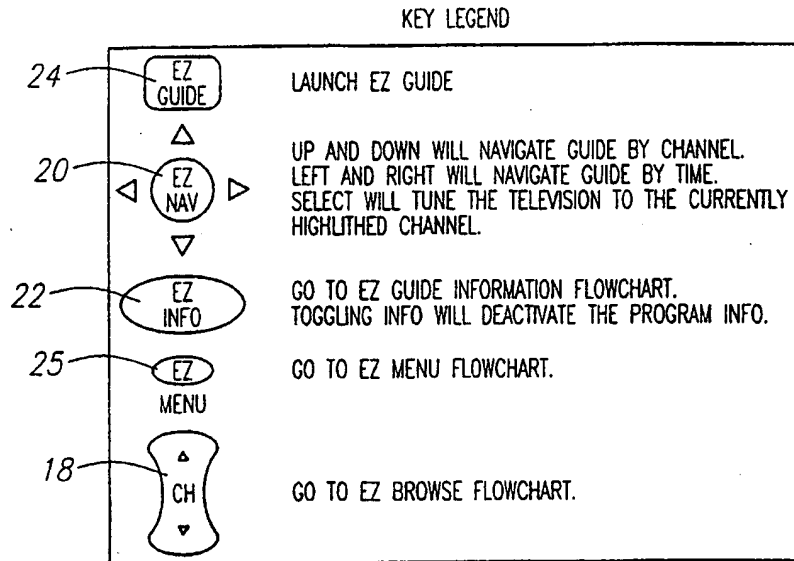 KEY LEGEND
24
EZ
GUIDE
LAUNCH EZ GUIDE
20
EZ
NAV
UP AND DOWN WILL NAVIGATE GUIDE BY CHANNEL.
LEFT AND RIGHT WILL NAVIGATE GUIDE BY TIME.
SELECT WILL TUNE THE TELEVISION TO THE CURRENTLY
HIGHLITHED CHANNEL.
22
EZ
INFO
GO TO EZ GUIDE INFORMATION FLOWCHART.
TOGGLING INFO WILL DEACTIVATE THE PROGRAM INFO.
25
EZ
MENU
GO TO EZ MENU FLOWCHART.
18
CH
GO TO EZ BROWSE FLOWCHART.